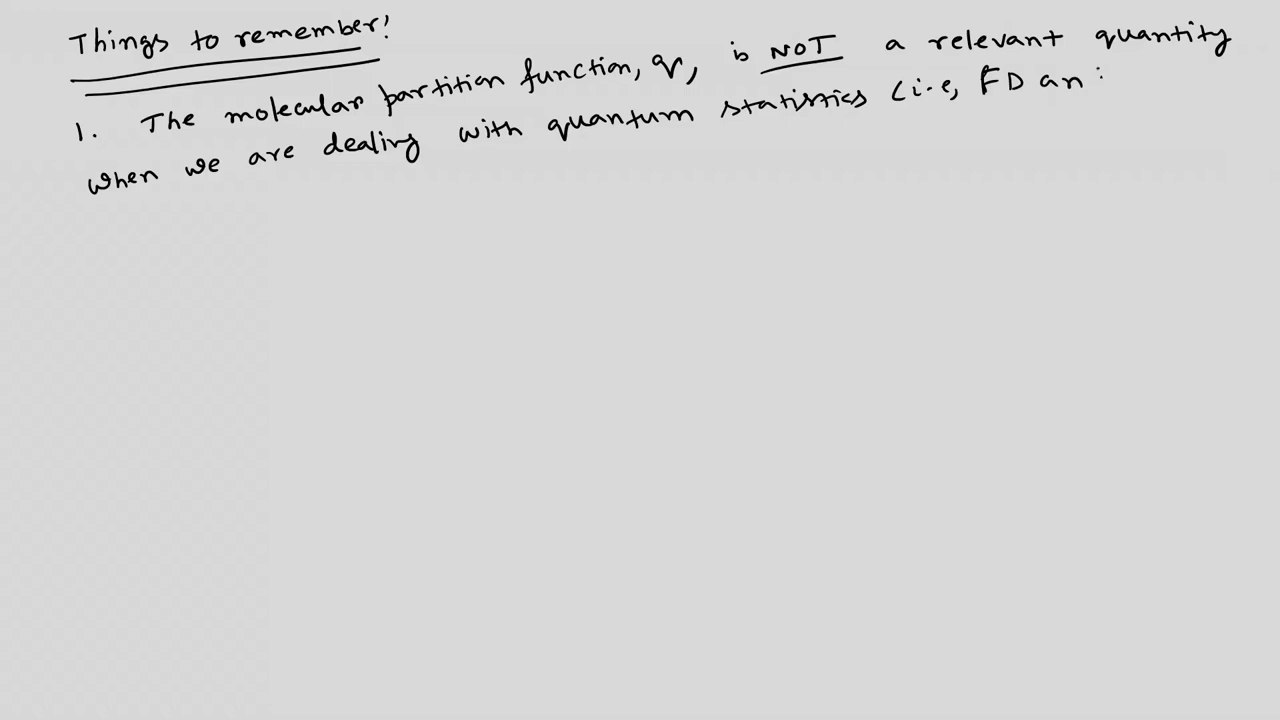 Things to remember!
1. The molecular partition function, q, is NOT a relevant quantity
when we are dealing with quantum statistics (i.e, FD an